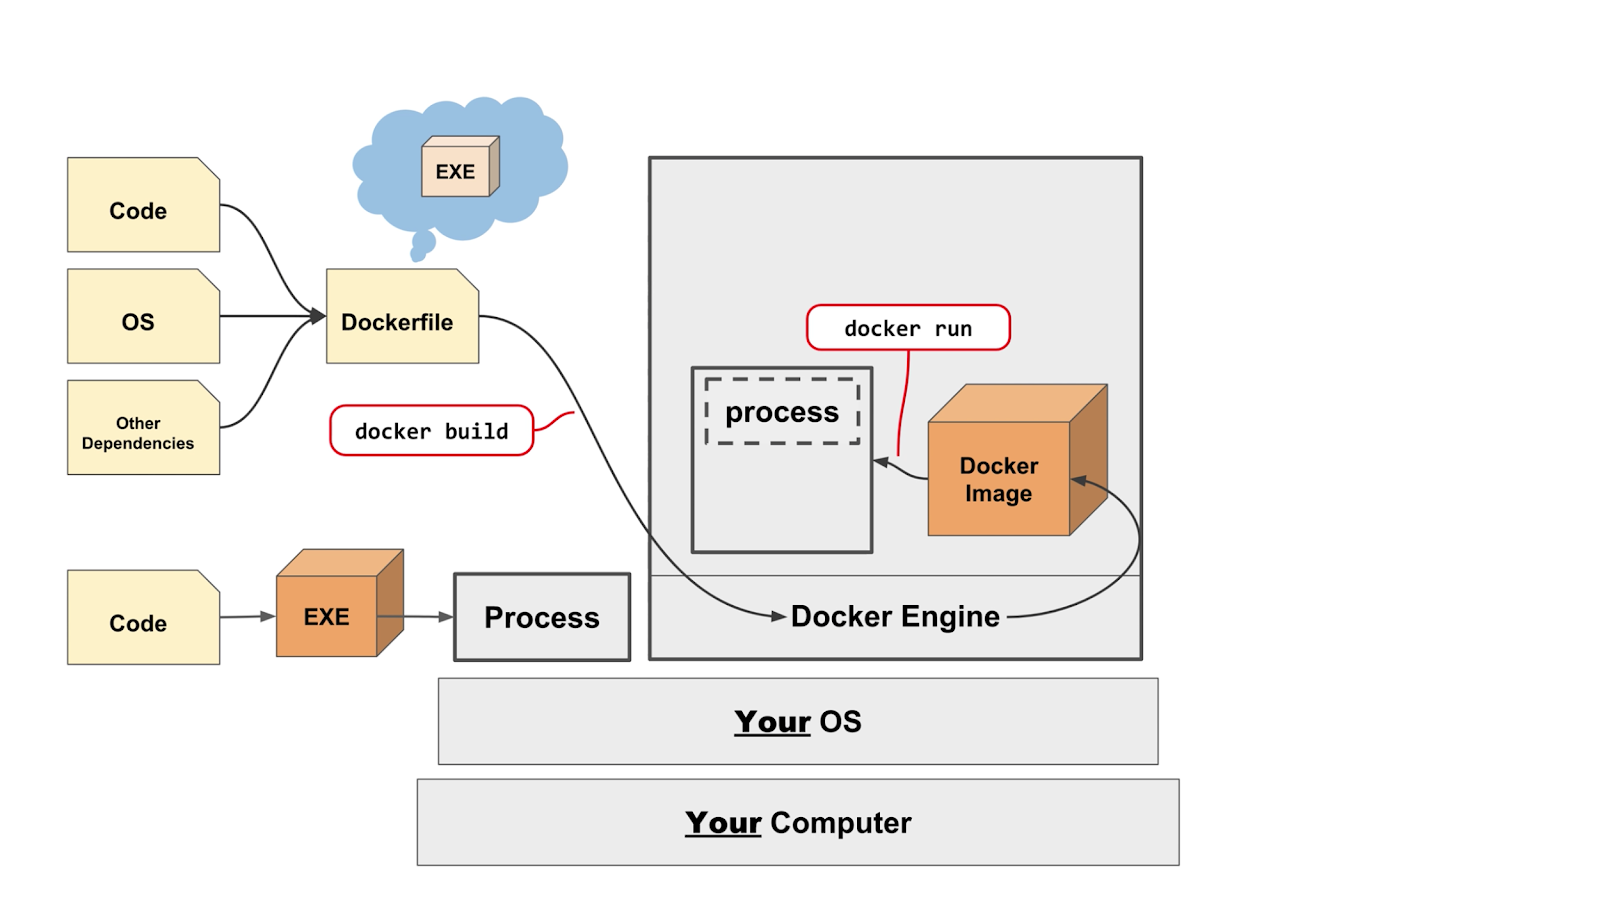 EXE
Code
OS
Other
Dependencies
Dockerfile
docker build
docker run
process
Docker
Image
Code
EXE
Process
Docker Engine
Your OS
Your Computer